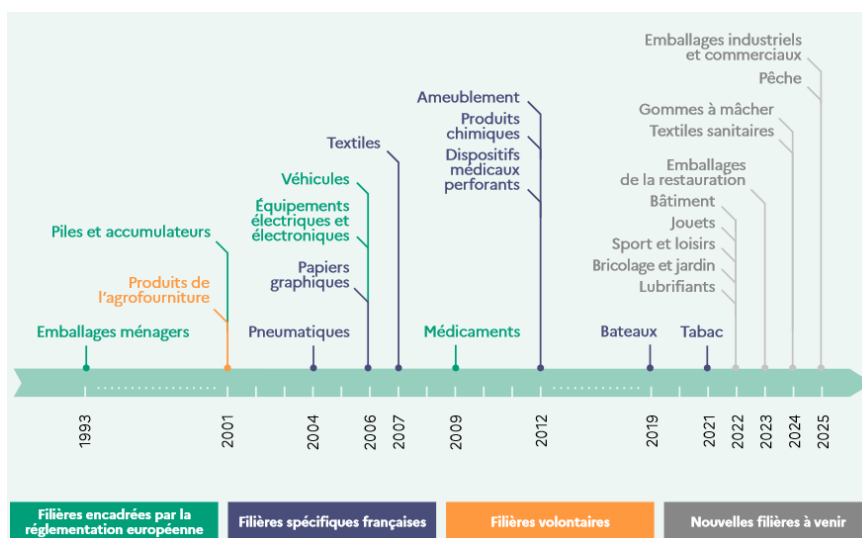 Emballages industriels
et commerciaux
Pêche
Ameublement
Gommes à mâcher
Produits
chimiques
Textiles sanitaires
Textiles
Dispositifs
médicaux
perforants
Emballages
de la restauration
Véhicules
Bâtiment
Équipements
électriques et
électroniques
Jouets
Piles et accumulateurs
Sport et loisirs
Papiers
graphiques
Bricolage et jardin
Produits de
l'agrofourniture
Lubrifiants
Emballages ménagers
Pneumatiques
Médicaments
Bateaux
Tabac
1993
2001
2004
2006
2007
2009
2012
2019
2021
2022
2023
2024
2025
Filières encadrées par la
réglementation européenne
Filières spécifiques françaises
Filières volontaires
Nouvelles filières à venir